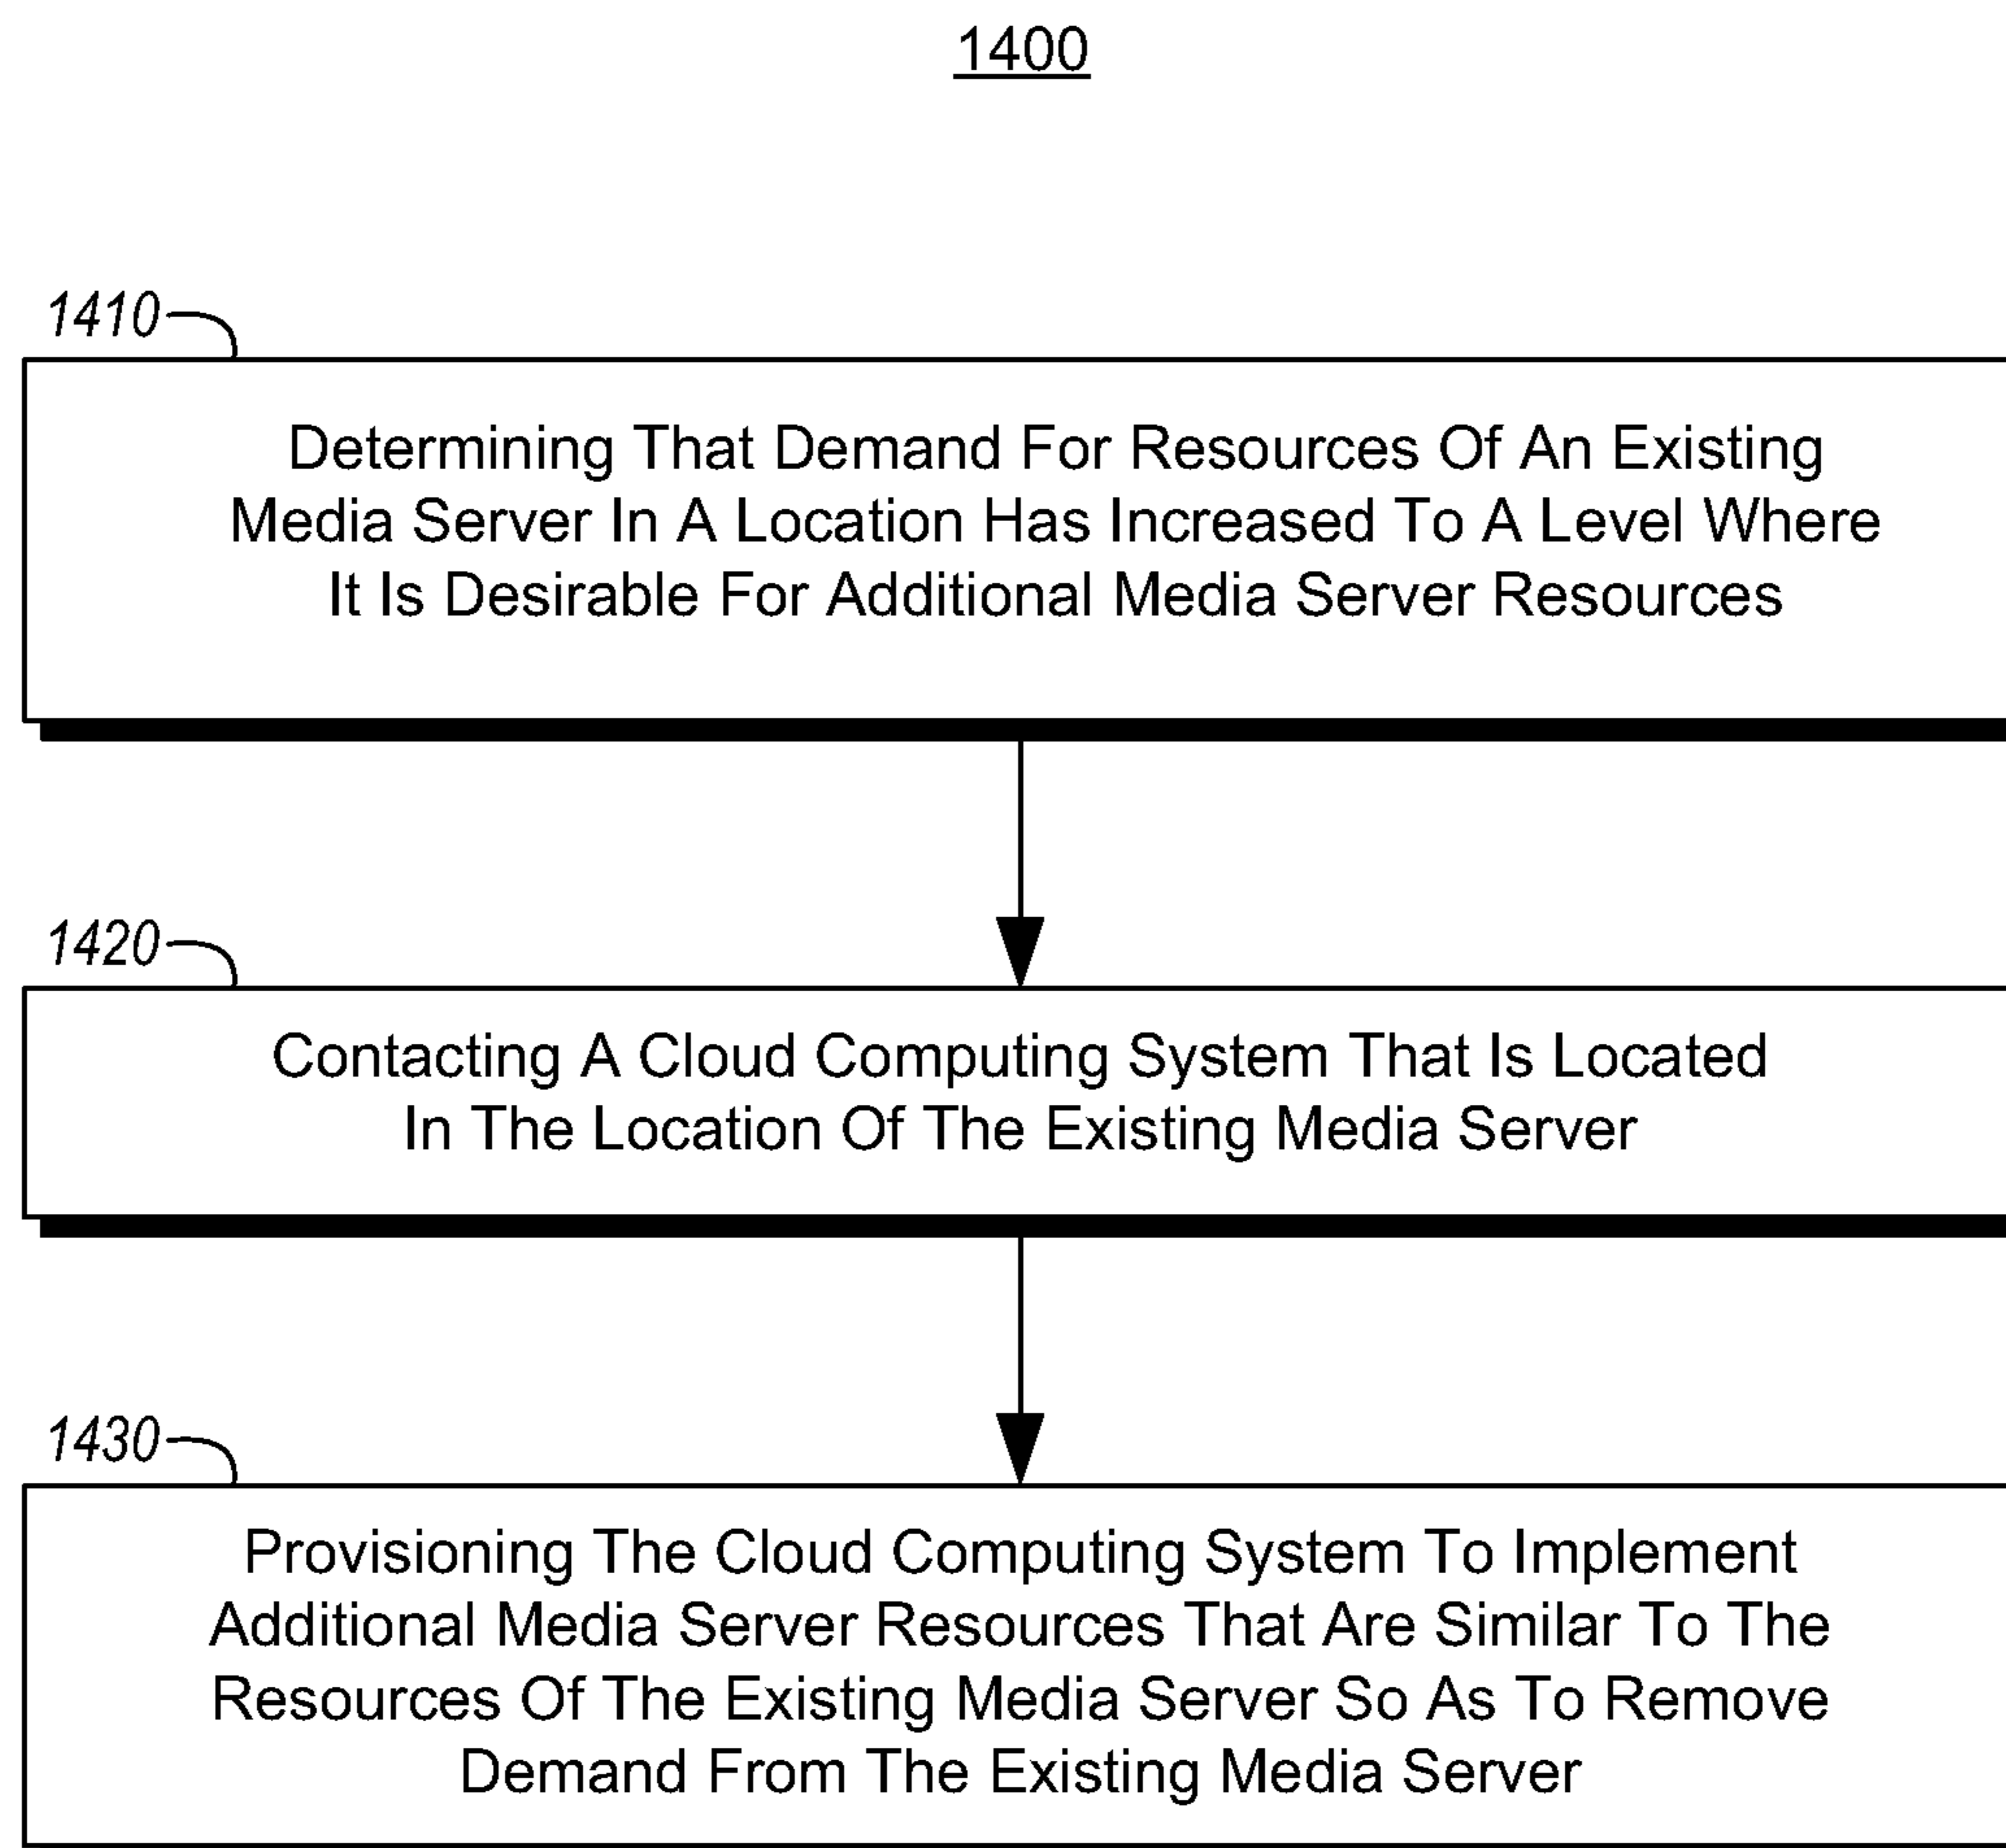 1400
1410
Determining That Demand For Resources Of An Existing
Media Server In A Location Has Increased To A Level Where
It Is Desirable For Additional Media Server Resources
1420
Contacting A Cloud Computing System That Is Located
In The Location Of The Existing Media Server
1430
Provisioning The Cloud Computing System To Implement
Additional Media Server Resources That Are Similar To The
Resources Of The Existing Media Server So As To Remove
Demand From The Existing Media Server